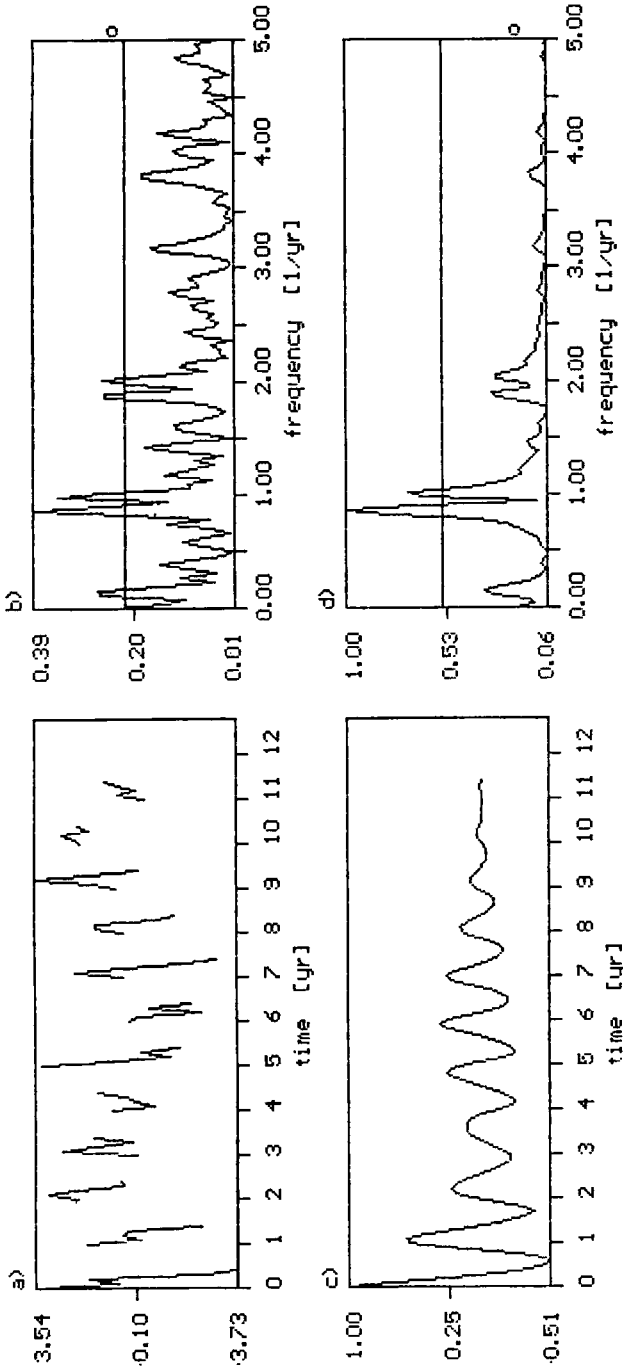 a)
3.54
-0.10
-3.73
0 1 2 3 4 5 6 7 8 9 10 11 12
time [yr]
b)
0.39
0.20
0.01
0.00 1.00 2.00 3.00 4.00 5.00
frequency [1/yr]
o
c)
1.00
0.25
-0.51
0 1 2 3 4 5 6 7 8 9 10 11 12
time [yr]
d)
1.00
0.53
0.06
0.00 1.00 2.00 3.00 4.00 5.00
frequency [1/yr]
o